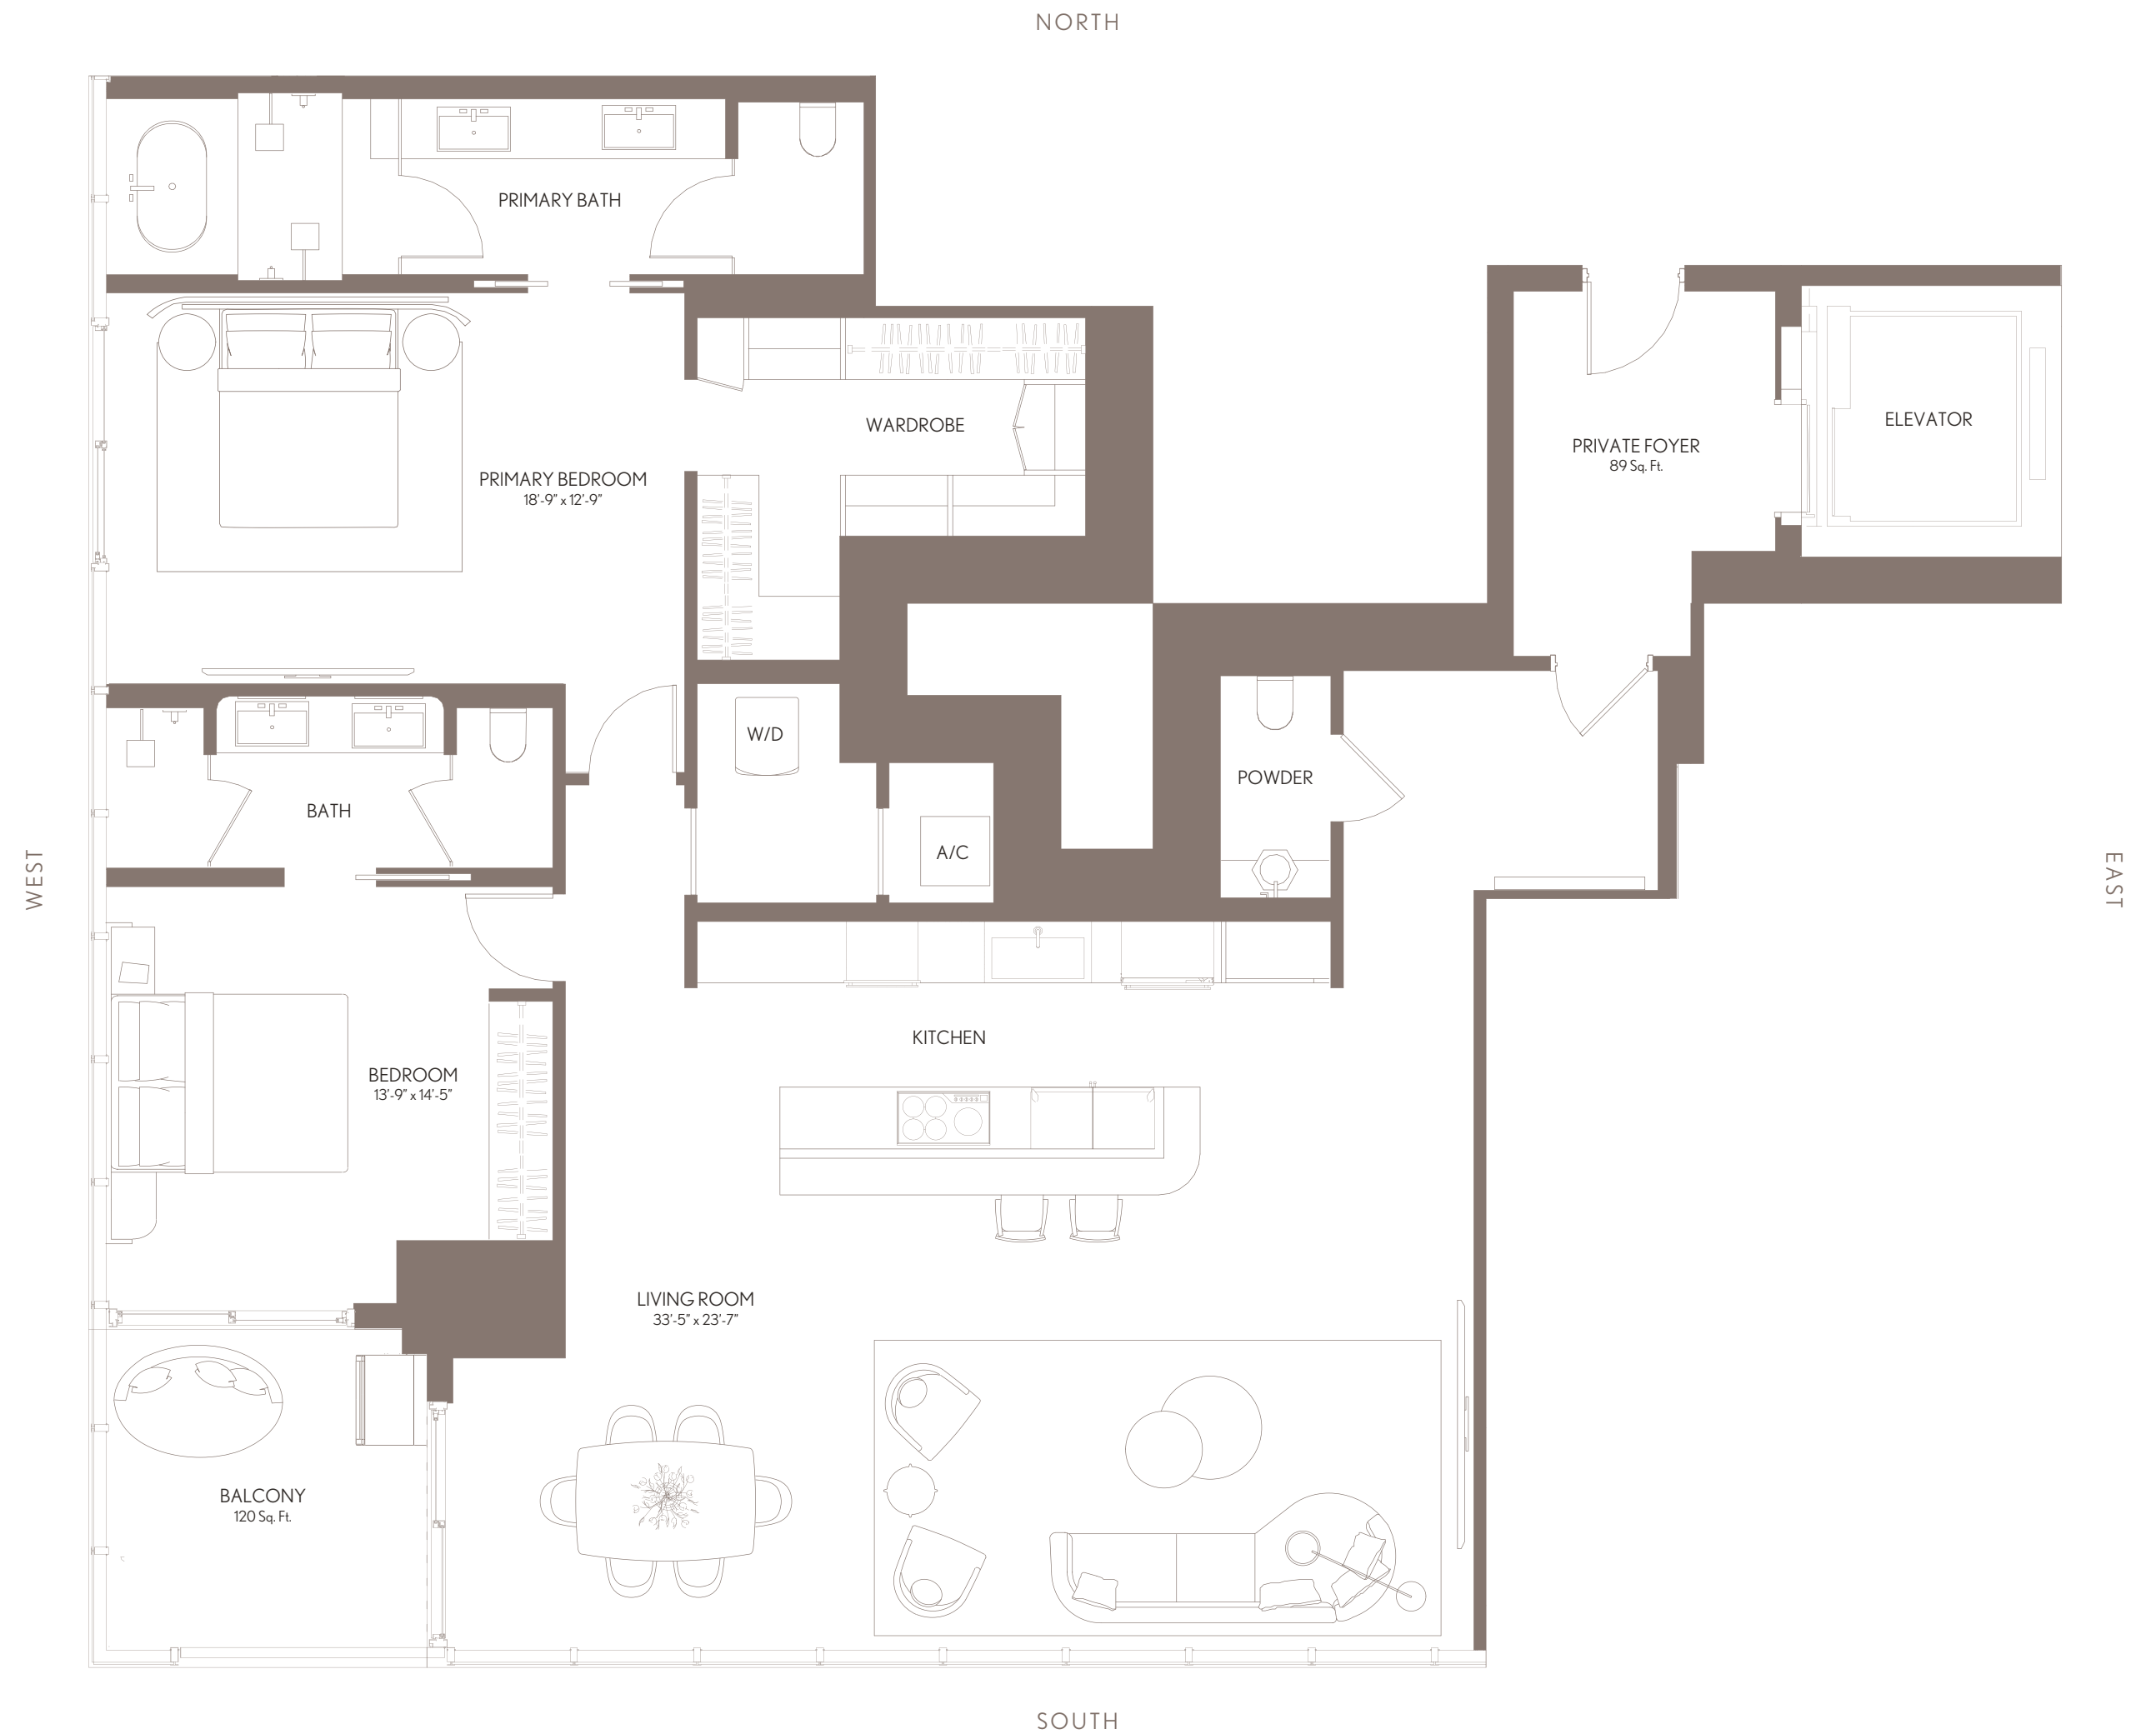 NORTH
PRIMARY BATH
ELEVATOR
WARDROBE
PRIVATE FOYER
89 Sq. Ft.
PRIMARY BEDROOM
18'-9" x 12'-9"
W/D
POWDER
BATH
A/C
WEST
EAST
KITCHEN
BEDROOM
13'-9" x 14'-5"
LIVING ROOM
33'-5" x 23'-7"
BALCONY
120 Sq. Ft.
SOUTH